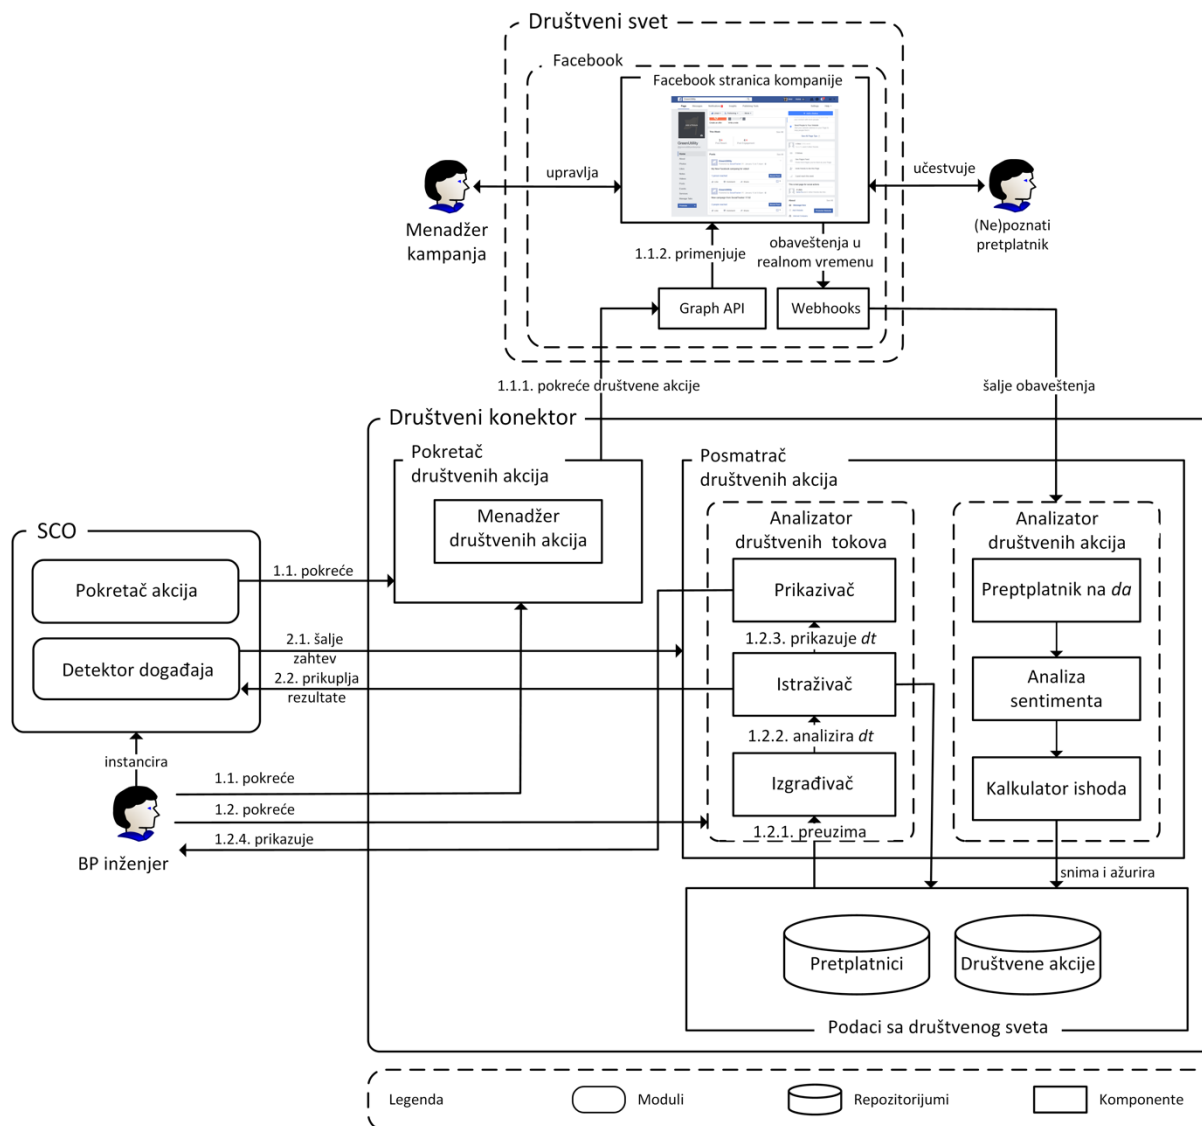 Društveni svet
Facebook
Facebook stranica kompanije
upravlja
učestvuje
Menadžer
kampanja
(Ne)poznati
pretplatnik
1.1.2. primenjuje
obaveštenja u
realnom vremenu
Graph API
Webhooks
1.1.1. pokreće društvene akcije
šalje obaveštenja
Društveni konektor
Pokretač
društvenih akcija
Menadžer
društvenih akcija
Posmatrač
društvenih akcija
Analizator
društvenih tokova
Analizator
društvenih akcija
SCO
Pokretač akcija
1.1. pokreće
Prikazivač
Preptplatnik na da
Detektor događaja
2.1. šalje
zahtev
1.2.3. prikazuje dt
2.2. prikuplja
rezultate
Istraživač
Analiza
sentimenta
1.2.2. analizira dt
instancira
1.1. pokreće
Izgrađivač
Kalkulator ishoda
1.2. pokreće
1.2.1. preuzima
1.2.4. prikazuje
BP inženjer
snima i ažurira
Pretplatnici
Društvene akcije
Podaci sa društvenog sveta
Legenda
Moduli
Repozitorijumi
Komponente